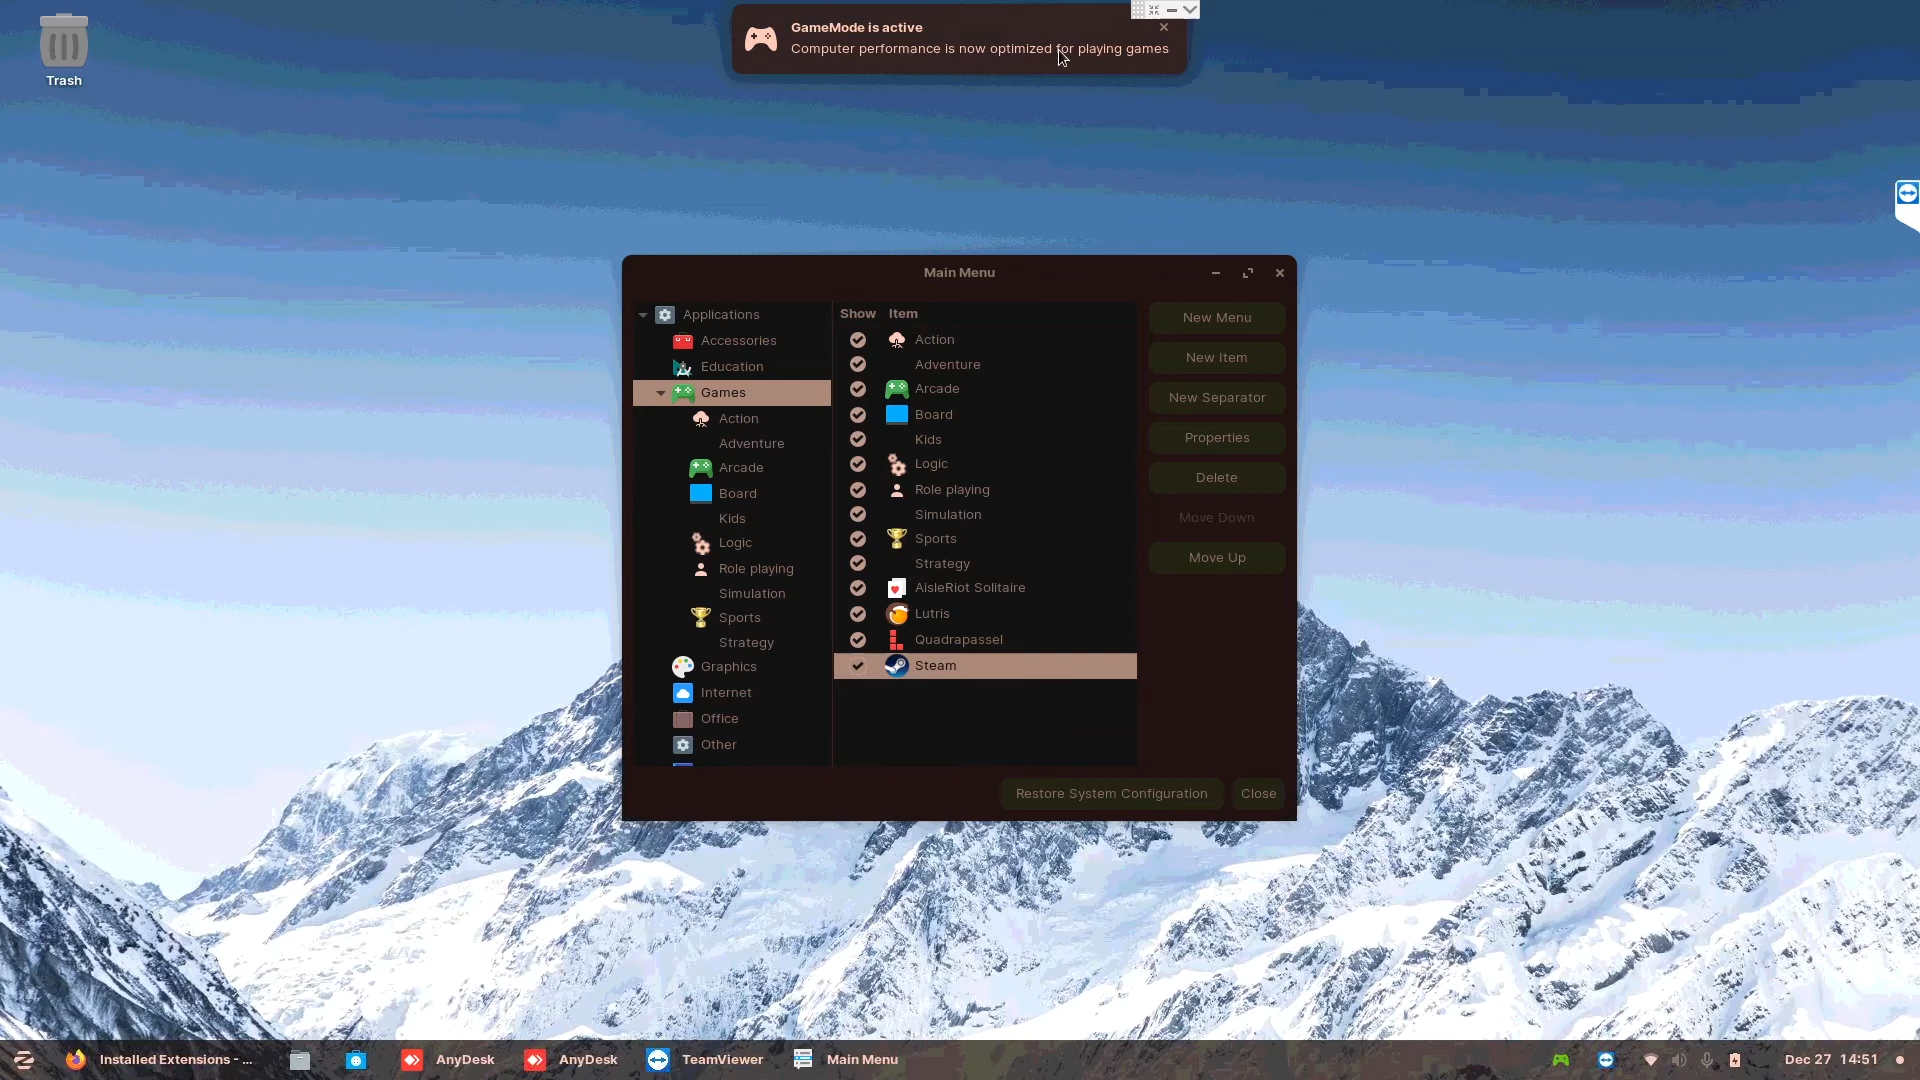 Trash
GameMode is active
Computer performance is now optimized for playing games
Main Menu
Applications
Accessories
Education
Games
Action
Adventure
Arcade
Board
Kids
Logic
Role playing
Simulation
Sports
Strategy
Graphics
Internet
Office
Other
Show Item
Action
Adventure
Arcade
Board
Kids
Logic
Role playing
Simulation
Sports
Strategy
AisleRiot Solitaire
Lutris
Quadrapassel
Steam
New Menu
New Item
New Separator
Properties
Delete
Move Down
Move Up
Restore System Configuration
Close
Installed Extensions - ...
AnyDesk
AnyDesk
TeamViewer
Main Menu
Dec 27 14:51